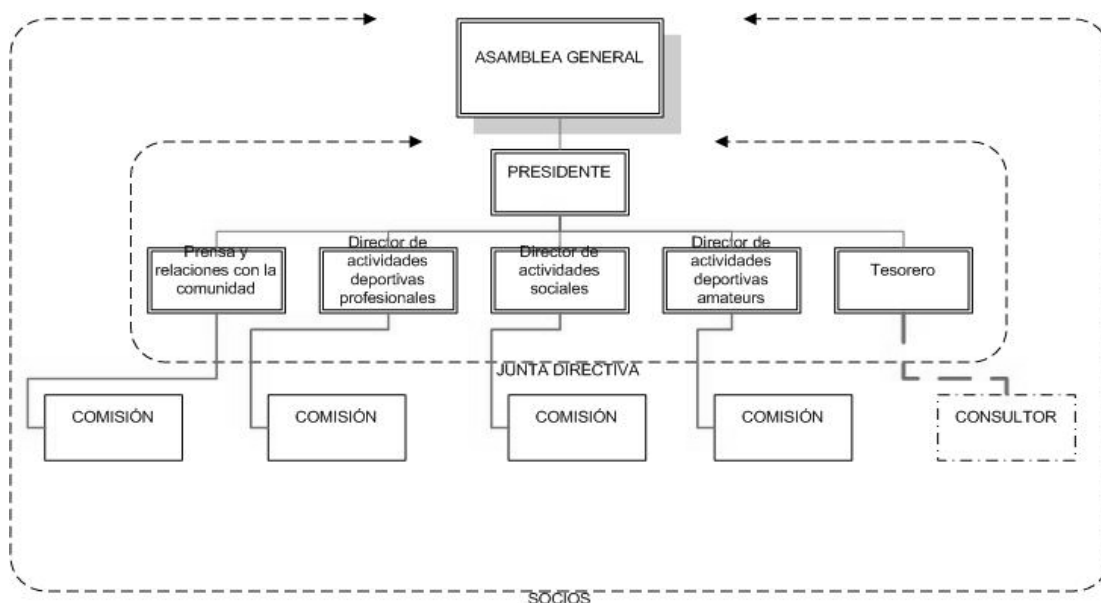 ASAMBLEA GENERAL
PRESIDENTE
Prensa y
relaciones con la
comunidad
Director de
actividades
deportivas
profesionales
Director de
actividades
sociales
Director de
actividades
deportivas
amateurs
Tesorero
JUNTA DIRECTIVA
COMISIÓN
COMISIÓN
COMISIÓN
COMISIÓN
CONSULTOR
SOCIOS